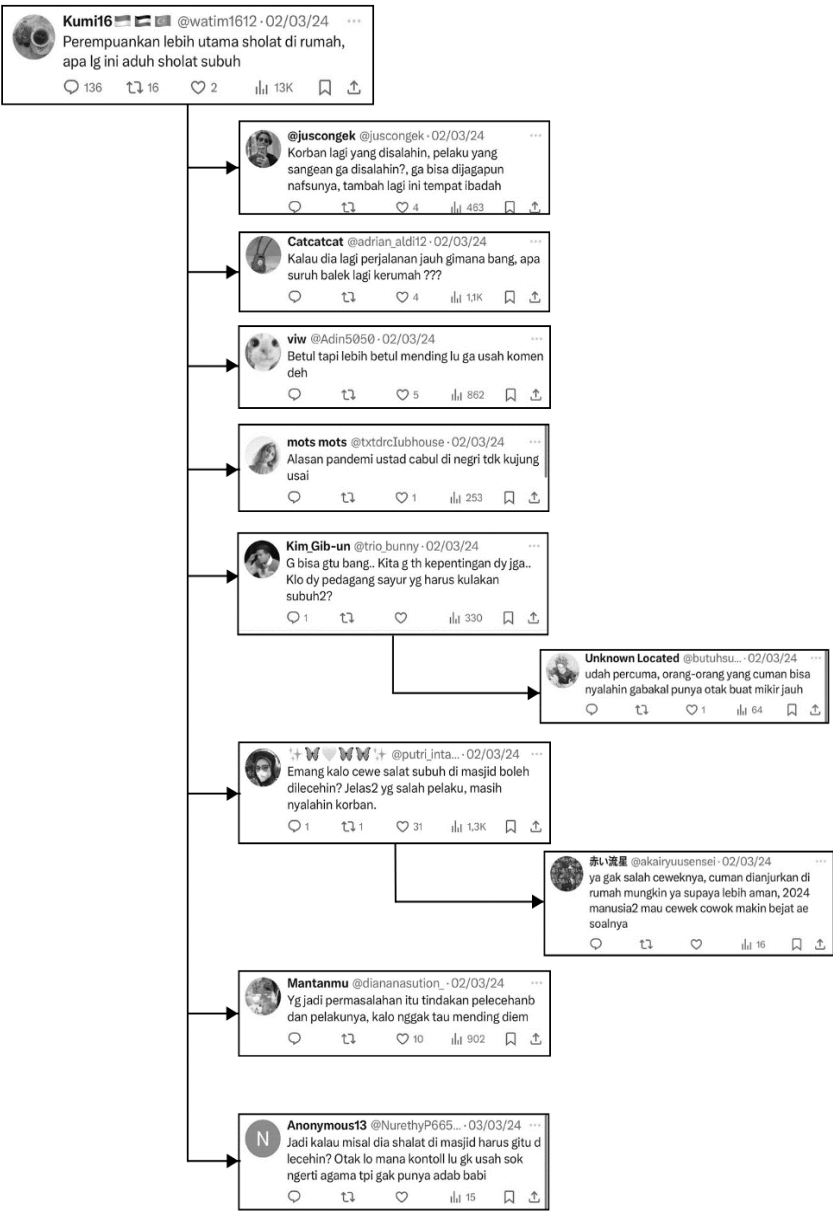 Kumi16 @watim1612 · 02/03/24
Perempuankan lebih utama sholat di rumah,
apa lg ini aduh sholat subuh
136 16 2 13K
@juscongek @juscongek · 02/03/24
Korban lagi yang disalahin, pelaku yang
sangean ga disalahin?, ga bisa dijagapun
nafsunya, tambah lagi ini tempat ibadah
4 463
Catcatcat @adrian_aldi12 · 02/03/24
Kalau dia lagi perjalanan jauh gimana bang, apa
suruh balek lagi kerumah ???
4 1,1K
viw @Adin5050 · 02/03/24
Betul tapi lebih betul mending lu ga usah komen
deh
5 862
mots mots @txtdrcIubhouse · 02/03/24
Alasan pandemi ustad cabul di negri tdk kujung
usai
1 253
Kim_Gib-un @trio_bunny · 02/03/24
G bisa gtu bang.. Kita g th kepentingan dy jga..
Klo dy pedagang sayur yg harus kulakan
subuh2?
1 330
Unknown Located @butuhsu... · 02/03/24
udah percuma, orang-orang yang cuman bisa
nyalahin gabakal punya otak buat mikir jauh
1 64
@putri_inta... · 02/03/24
Emang kalo cewe salat subuh di masjid boleh
dilecehin? Jelas2 yg salah pelaku, masih
nyalahin korban.
1 1 31 1,3K
赤い流星 @akairyuusensei · 02/03/24
ya gak salah ceweknya, cuman dianjurkan di
rumah mungkin ya supaya lebih aman, 2024
manusia2 mau cewek cowok makin bejat ae
soalnya
16
Mantanmu @diananasution_ · 02/03/24
Yg jadi permasalahan itu tindakan pelecehanb
dan pelakunya, kalo nggak tau mending diem
10 902
N
Anonymous13 @NurethyP665... · 03/03/24
Jadi kalau misal dia shalat di masjid harus gitu d
lecehin? Otak lo mana kontoll lu gk usah sok
ngerti agama tpi gak punya adab babi
15